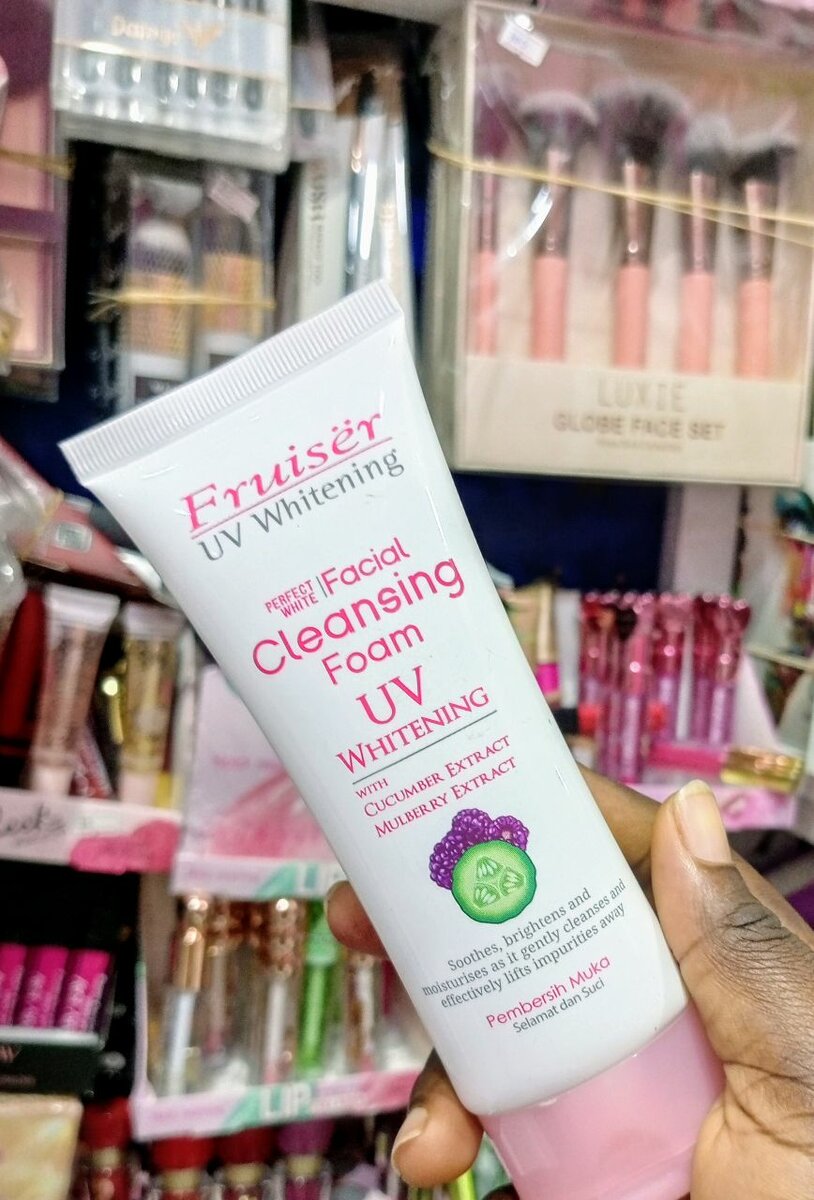 LUXIE
GLOBE FACE SET
Fruisër
UV Whitening
PERFECT
WHITE
Facial
Cleansing
Foam
UV
WHITENING
WITH
CUCUMBER EXTRACT
MULBERRY EXTRACT
Soothes, brightens and
moisturises as it gently cleanses and
effectively lifts impurities away
Pembersih Muka
Selamat dan Suci
LIP
LIP